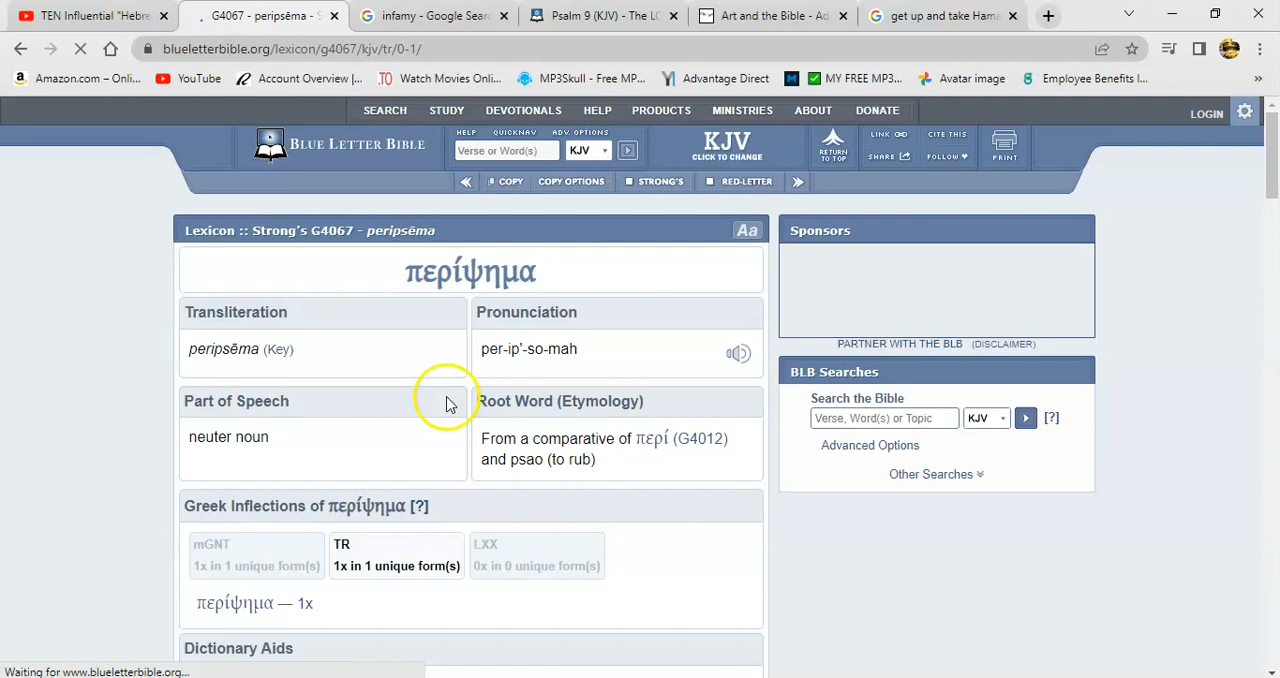 TEN Influential "Hebre
G4067 - peripsēma - S
infamy - Google Sear
Psalm 9 (KJV) - The LO
Art and the Bible - Ad
get up and take Hama
blueletterbible.org/lexicon/g4067/kjv/tr/0-1/
Amazon.com – Onli...
YouTube
Account Overview |...
Watch Movies Onlin...
MP3Skull - Free MP...
Advantage Direct
MY FREE MP3...
Avatar image
Employee Benefits I...
SEARCH STUDY DEVOTIONALS HELP PRODUCTS MINISTRIES ABOUT DONATE
LOGIN
BLUE LETTER BIBLE
HELP QUICKNAV ADV. OPTIONS
Verse or Word(s) KJV
KJV
CLICK TO CHANGE
RETURN
TO TOP
LINK CITE THIS
SHARE FOLLOW
PRINT
COPY COPY OPTIONS STRONG'S RED-LETTER
Lexicon :: Strong's G4067 - peripsēma Aa
περίψημα
Transliteration
peripsēma (Key)
Pronunciation
per-ip'-so-mah
Part of Speech
neuter noun
Root Word (Etymology)
From a comparative of περί (G4012)
and psao (to rub)
Greek Inflections of περίψημα [?]
mGNT
1x in 1 unique form(s)
TR
1x in 1 unique form(s)
LXX
0x in 0 unique form(s)
περίψημα — 1x
Dictionary Aids
Sponsors
PARTNER WITH THE BLB (DISCLAIMER)
BLB Searches
Search the Bible
Verse, Word(s) or Topic KJV [?]
Advanced Options
Other Searches
Waiting for www.blueletterbible.org...